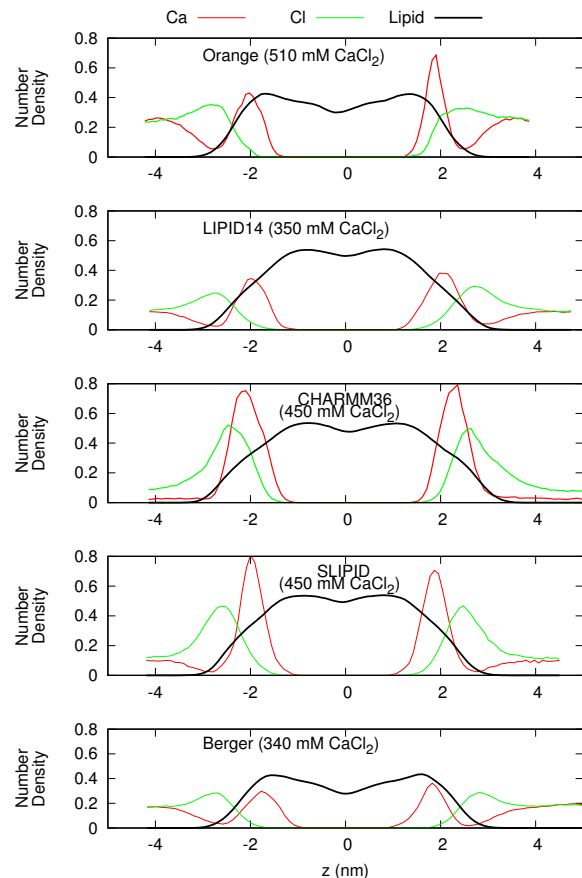 Ca Cl Lipid
Number Density
0.8
0.6
0.4
0.2
0
Orange (510 mM CaCl₂)
-4 -2 0 2 4
Number Density
0.8
0.6
0.4
0.2
0
LIPID14 (350 mM CaCl₂)
-4 -2 0 2 4
Number Density
0.8
0.6
0.4
0.2
0
CHARMM36
(450 mM CaCl₂)
-4 -2 0 2 4
Number Density
0.8
0.6
0.4
0.2
0
SLIPID
(450 mM CaCl₂)
-4 -2 0 2 4
Number Density
0.8
0.6
0.4
0.2
0
Berger (340 mM CaCl₂)
-4 -2 0 2 4
z (nm)